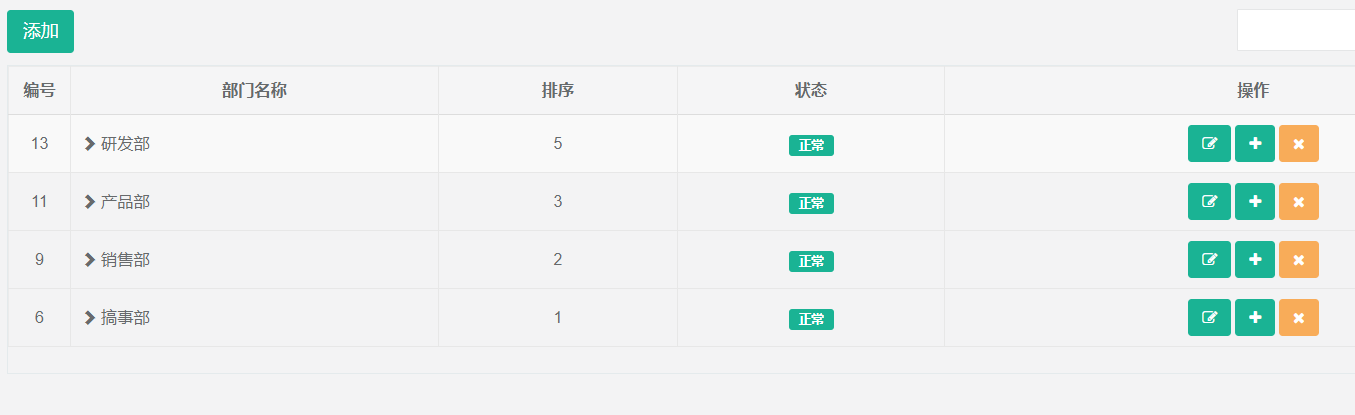 添加
编号 部门名称 排序 状态 操作
13 研发部 5 正常
11 产品部 3 正常
9 销售部 2 正常
6 搞事部 1 正常